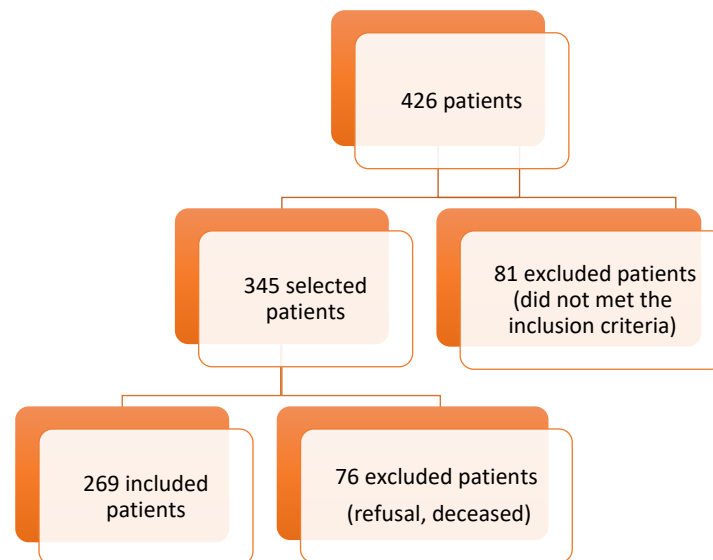 426 patients
345 selected
patients
81 excluded patients
(did not met the
inclusion criteria)
269 included
patients
76 excluded patients
(refusal, deceased)